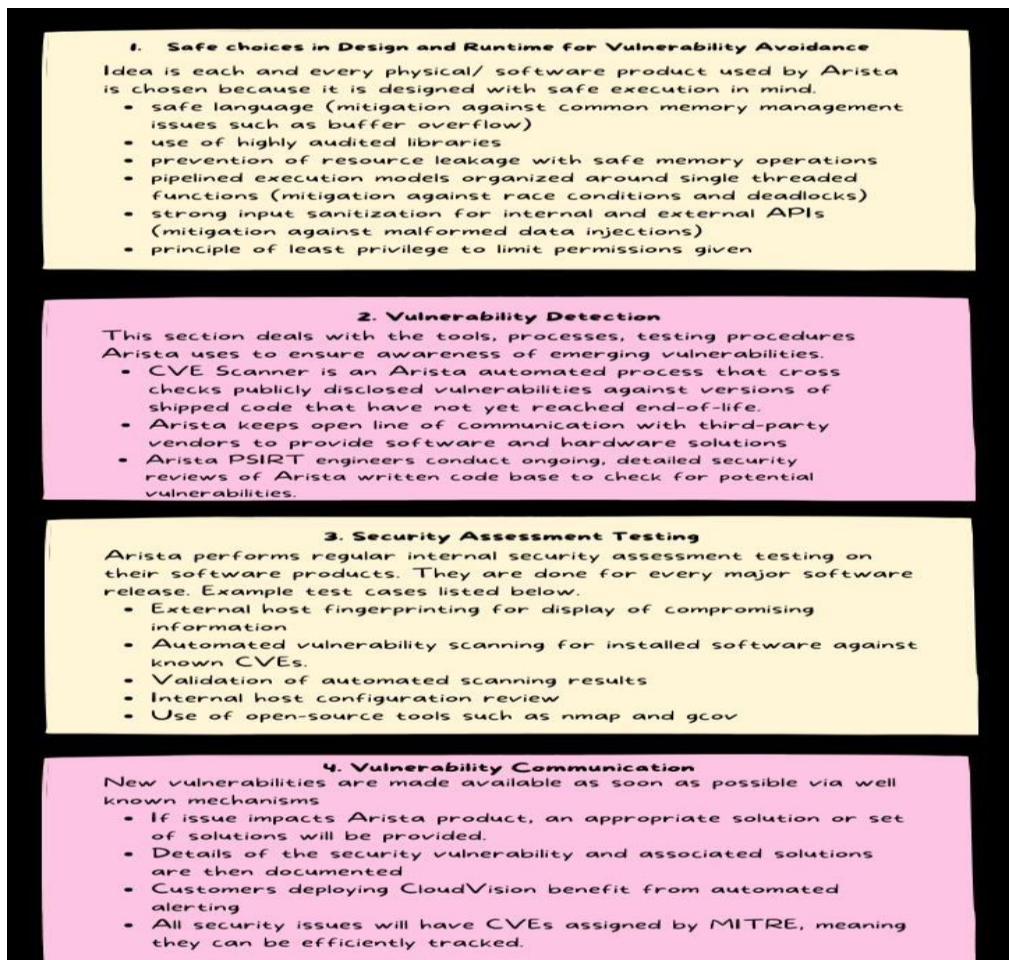 1. Safe choices in Design and Runtime for Vulnerability Avoidance
Idea is each and every physical/ software product used by Arista
is chosen because it is designed with safe execution in mind.
• safe language (mitigation against common memory management
issues such as buffer overflow)
• use of highly audited libraries
• prevention of resource leakage with safe memory operations
• pipelined execution models organized around single threaded
functions (mitigation against race conditions and deadlocks)
• strong input sanitization for internal and external APIs
(mitigation against malformed data injections)
• principle of least privilege to limit permissions given
2. Vulnerability Detection
This section deals with the tools, processes, testing procedures
Arista uses to ensure awareness of emerging vulnerabilities.
• CVE Scanner is an Arista automated process that cross
checks publicly disclosed vulnerabilities against versions of
shipped code that have not yet reached end-of-life.
• Arista keeps open line of communication with third-party
vendors to provide software and hardware solutions
• Arista PSIRT engineers conduct ongoing, detailed security
reviews of Arista written code base to check for potential
vulnerabilities.
3. Security Assessment Testing
Arista performs regular internal security assessment testing on
their software products. They are done for every major software
release. Example test cases listed below.
• External host fingerprinting for display of compromising
information
• Automated vulnerability scanning for installed software against
known CVEs.
• Validation of automated scanning results
• Internal host configuration review
• Use of open-source tools such as nmap and gcov
4. Vulnerability Communication
New vulnerabilities are made available as soon as possible via well
known mechanisms
• If issue impacts Arista product, an appropriate solution or set
of solutions will be provided.
• Details of the security vulnerability and associated solutions
are then documented
• Customers deploying CloudVision benefit from automated
alerting
• All security issues will have CVEs assigned by MITRE, meaning
they can be efficiently tracked.